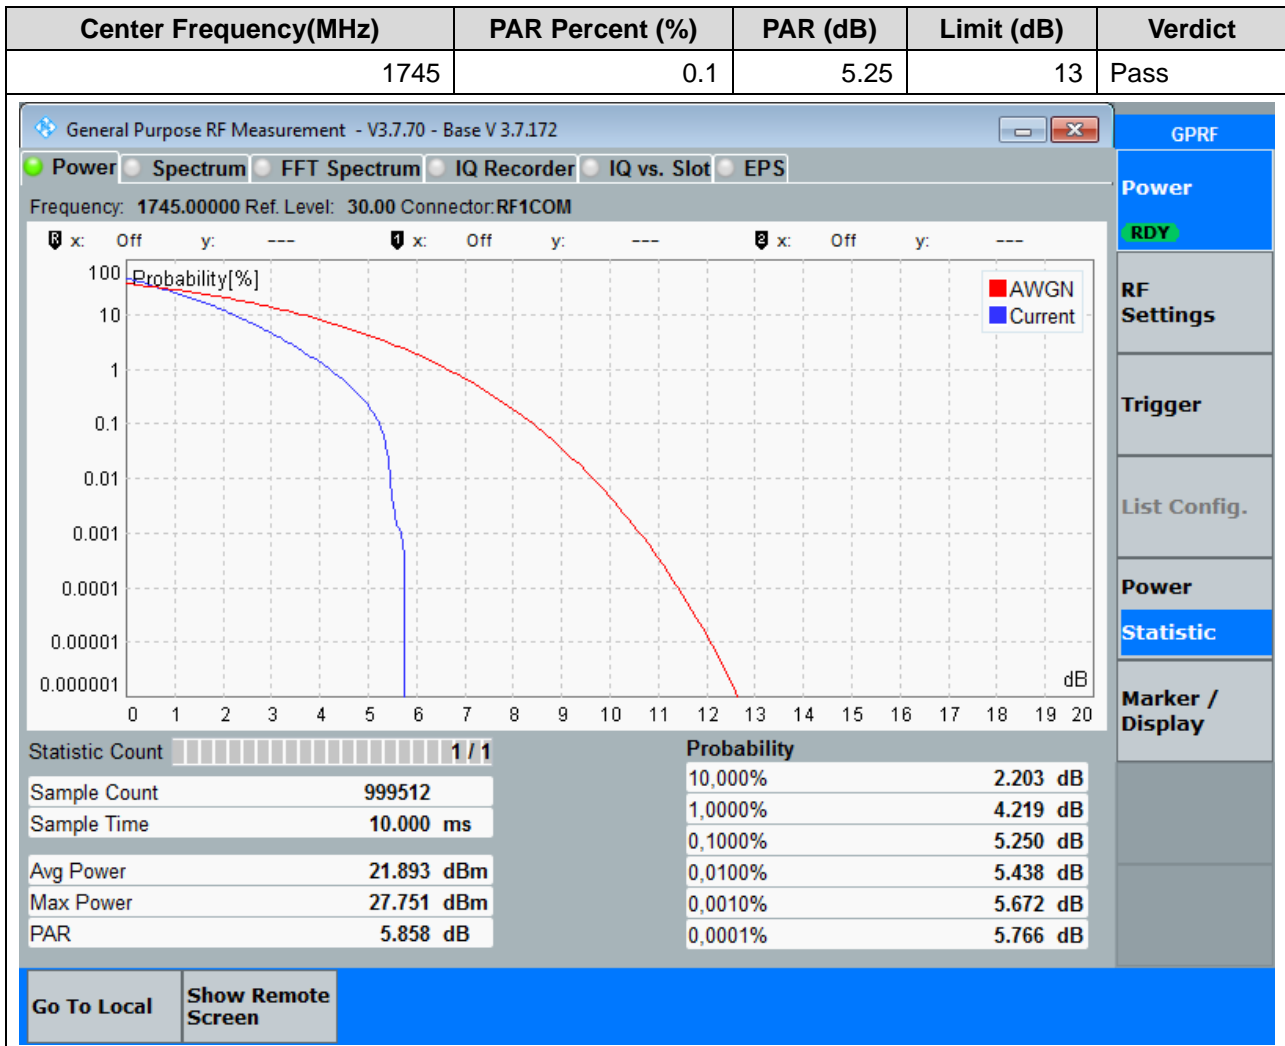 Center Frequency(MHz) PAR Percent (%) PAR (dB) Limit (dB) Verdict
1745 0.1 5.25 13 Pass
General Purpose RF Measurement - V3.7.70 - Base V 3.7.172
GPRF
Power Spectrum FFT Spectrum IQ Recorder IQ vs. Slot EPS
Frequency: 1745.00000 Ref. Level: 30.00 Connector: RF1COM
R x: Off y: --- 1 x: Off y: --- 2 x: Off y: ---
Probability[%]
AWGN
Current
100
10
1
0.1
0.01
0.001
0.0001
0.00001
0.000001
dB
0 1 2 3 4 5 6 7 8 9 10 11 12 13 14 15 16 17 18 19 20
Statistic Count 1 / 1
Sample Count 999512
Sample Time 10.000 ms
Avg Power 21.893 dBm
Max Power 27.751 dBm
PAR 5.858 dB
Probability
10,000% 2.203 dB
1,0000% 4.219 dB
0,1000% 5.250 dB
0,0100% 5.438 dB
0,0010% 5.672 dB
0,0001% 5.766 dB
Power
RDY
RF
Settings
Trigger
List Config.
Power
Statistic
Marker /
Display
Go To Local
Show Remote
Screen